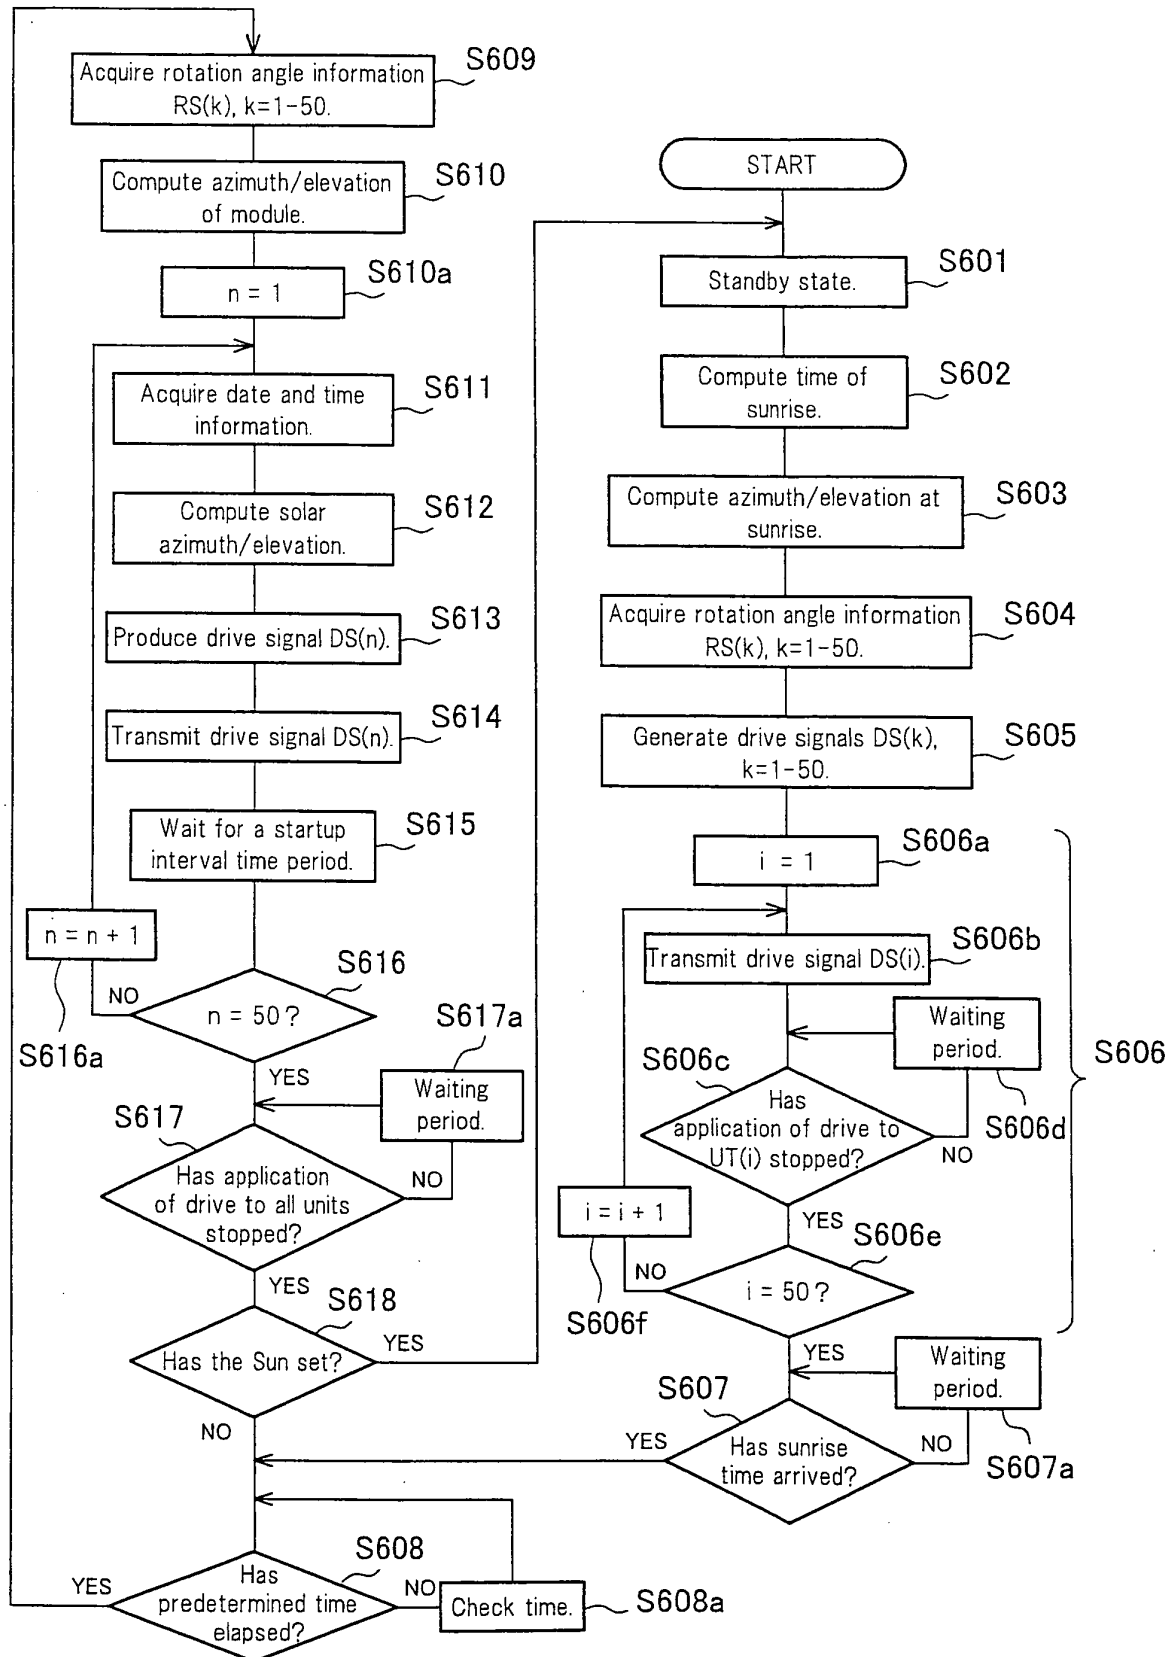 S609
Acquire rotation angle information
RS(k), k=1-50.
S610
Compute azimuth/elevation
of module.
S610a
n = 1
S611
Acquire date and time
information.
S612
Compute solar
azimuth/elevation.
S613
Produce drive signal DS(n).
S614
Transmit drive signal DS(n).
S615
Wait for a startup
interval time period.
n = n + 1
S616a
S616
n = 50?
NO
YES
S617a
Waiting
period.
S617
Has application
of drive to all units
stopped?
NO
YES
S618
Has the Sun set?
YES
NO
S608
Has
predetermined time
elapsed?
YES
NO
Check time.
S608a
START
S601
Standby state.
S602
Compute time of
sunrise.
S603
Compute azimuth/elevation at
sunrise.
S604
Acquire rotation angle information
RS(k), k=1-50.
S605
Generate drive signals DS(k),
k=1-50.
S606a
i = 1
S606b
Transmit drive signal DS(i).
Waiting
period.
S606d
S606
S606c
Has
application of drive to
UT(i) stopped?
NO
YES
i = i + 1
S606f
S606e
i = 50?
NO
YES
Waiting
period.
S607a
S607
Has sunrise
time arrived?
YES
NO